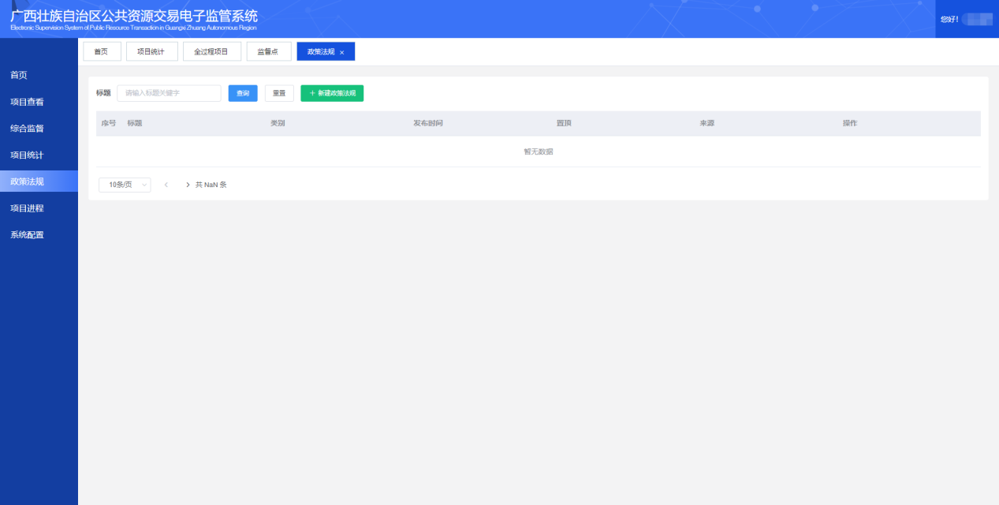 广西壮族自治区公共资源交易电子监管系统
Electronic Supervision System of Public Resource Transaction in Guangxi Zhuang Autonomous Region
您好!
首页 项目统计 全过程项目 监督点 政策法规 ×
首页
项目查看
综合监督
项目统计
政策法规
项目进程
系统配置
标题 请输入标题关键字 查询 重置 + 新建政策法规
序号 标题 类别 发布时间 置顶 来源 操作
暂无数据
10条/页 < > 共 NaN 条